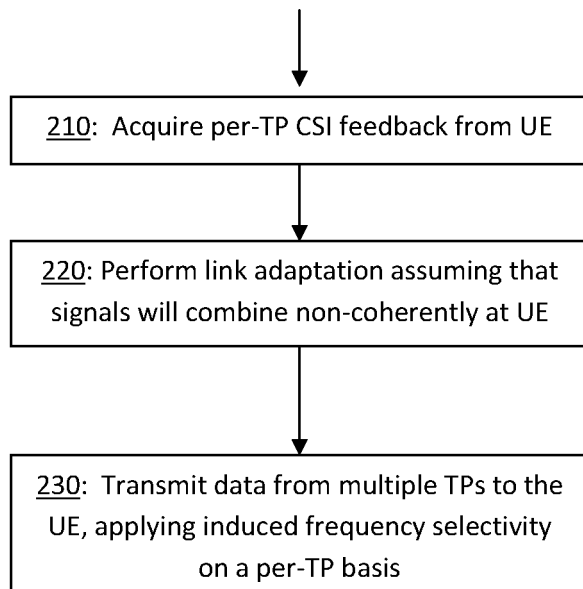 210: Acquire per-TP CSI feedback from UE
220: Perform link adaptation assuming that
signals will combine non-coherently at UE
230: Transmit data from multiple TPs to the
UE, applying induced frequency selectivity
on a per-TP basis